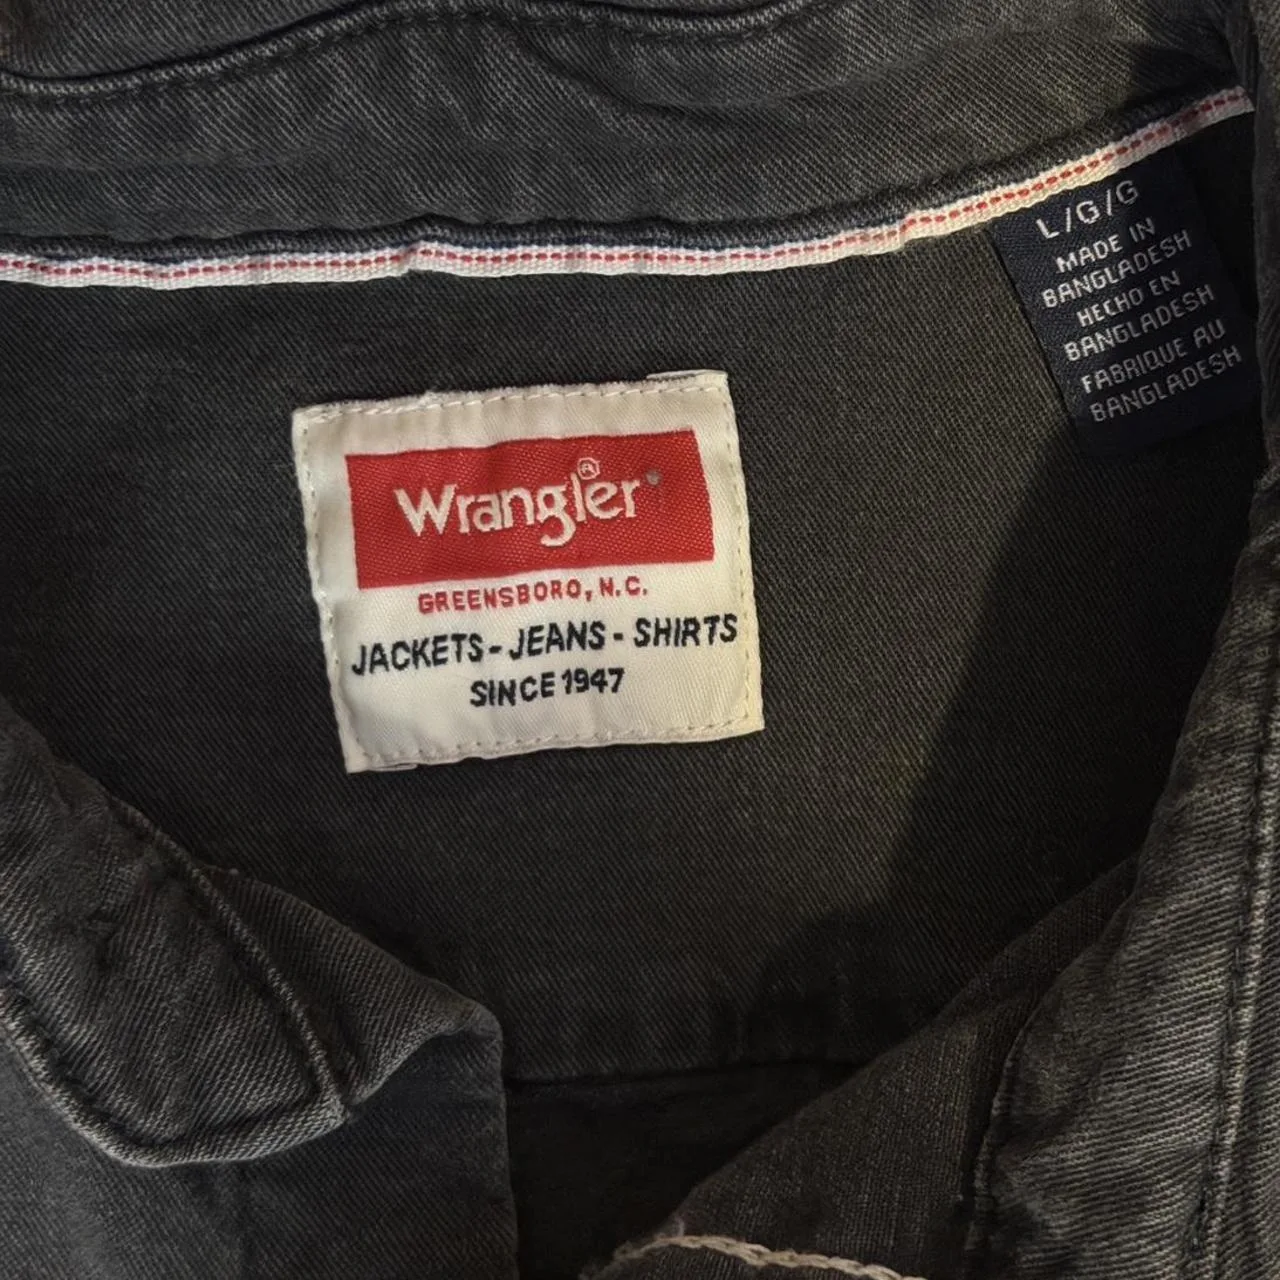 L/G/G
MADE IN
BANGLADESH
HECHO EN
BANGLADESH
FABRIQUE AU
BANGLADESH
Wrangler®
GREENSBORO, N.C.
JACKETS - JEANS - SHIRTS
SINCE 1947